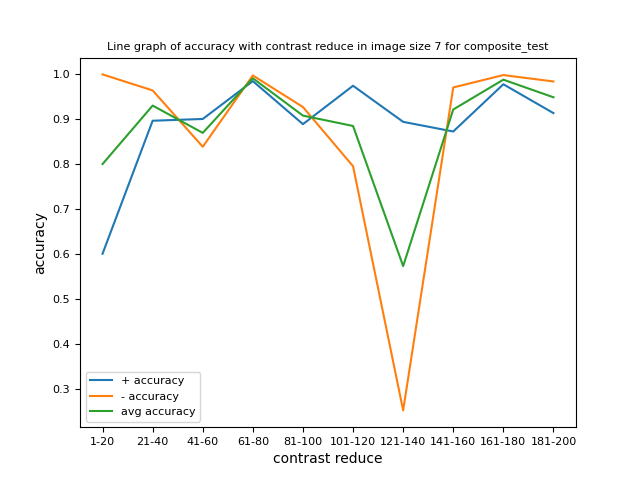 Line graph of accuracy with contrast reduce in image size 7 for composite_test
accuracy
1.0
0.9
0.8
0.7
0.6
0.5
0.4
0.3
+ accuracy
- accuracy
avg accuracy
1-20 21-40 41-60 61-80 81-100 101-120 121-140 141-160 161-180 181-200
contrast reduce